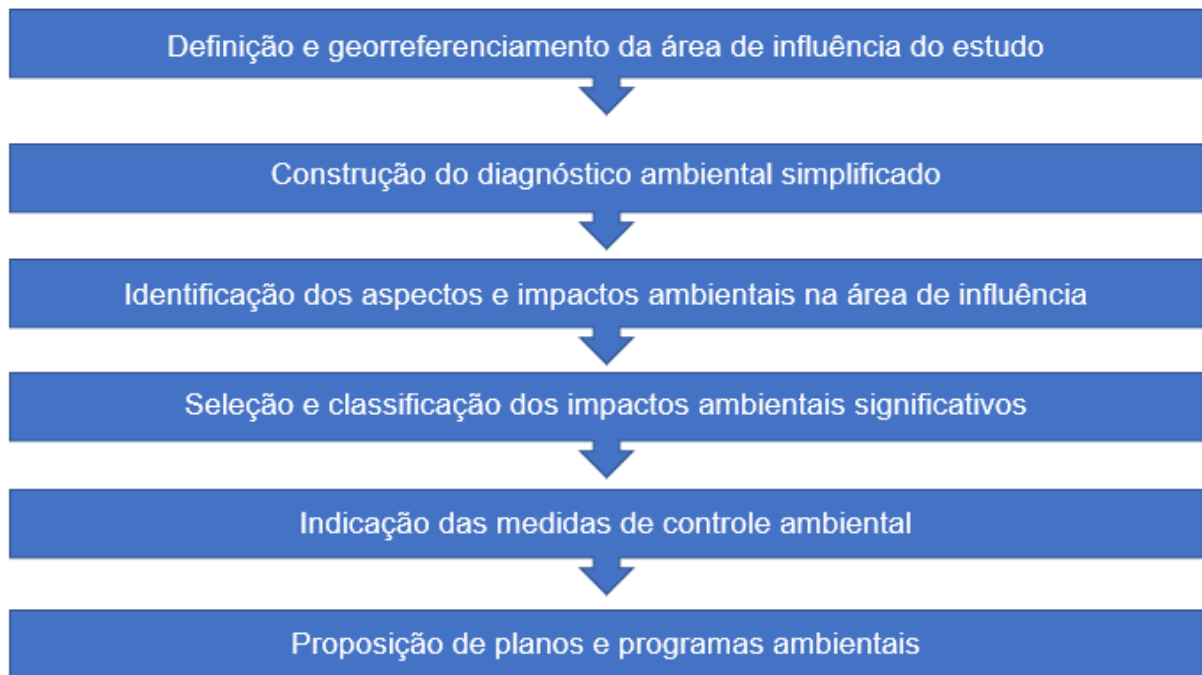 Definição e georreferenciamento da área de influência do estudo
Construção do diagnóstico ambiental simplificado
Identificação dos aspectos e impactos ambientais na área de influência
Seleção e classificação dos impactos ambientais significativos
Indicação das medidas de controle ambiental
Proposição de planos e programas ambientais